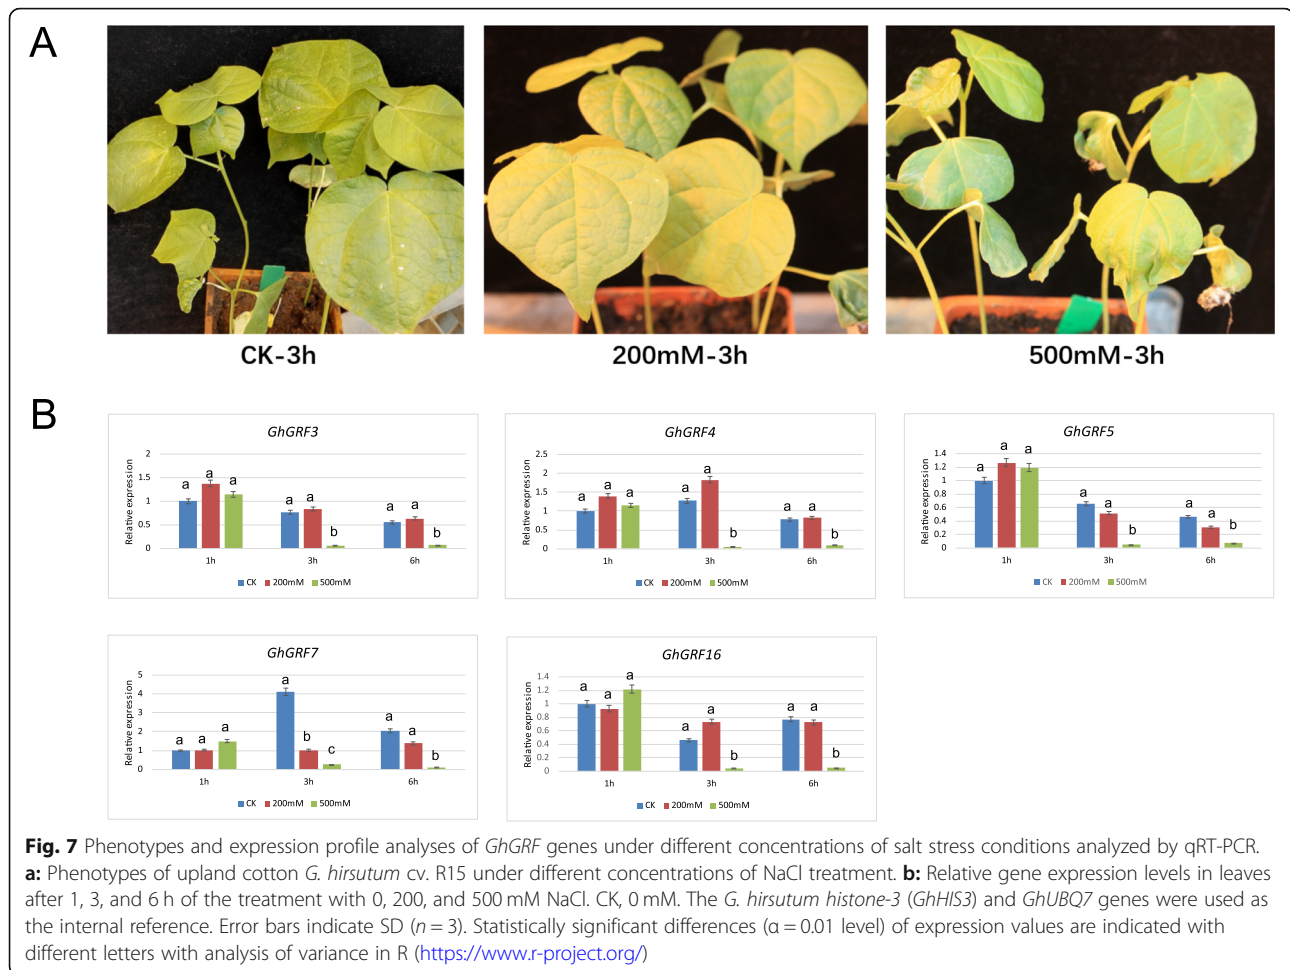 A
CK-3h
200mM-3h
500mM-3h
B
GhGRF3
Relative expression
2
1.5
1
0.5
0
a
a
a
a
a
b
a
a
b
1h
3h
6h
CK
200mM
500mM
GhGRF4
Relative expression
2.5
2
1.5
1
0.5
0
a
a
a
a
a
b
a
a
b
1h
3h
6h
CK
200mM
500mM
GhGRF5
Relative expression
1.4
1.2
1
0.8
0.6
0.4
0.2
0
a
a
a
a
a
b
a
a
b
1h
3h
6h
CK
200mM
500mM
GhGRF7
Relative expression
5
4
3
2
1
0
a
a
a
a
b
c
a
a
b
1h
3h
6h
CK
200mM
500mM
GhGRF16
Relative expression
1.4
1.2
1
0.8
0.6
0.4
0.2
0
a
a
a
a
a
b
a
a
b
1h
3h
6h
CK
200mM
500mM
Fig. 7 Phenotypes and expression profile analyses of GhGRF genes under different concentrations of salt stress conditions analyzed by qRT-PCR.
a: Phenotypes of upland cotton G. hirsutum cv. R15 under different concentrations of NaCl treatment. b: Relative gene expression levels in leaves
after 1, 3, and 6 h of the treatment with 0, 200, and 500 mM NaCl. CK, 0 mM. The G. hirsutum histone-3 (GhHIS3) and GhUBQ7 genes were used as
the internal reference. Error bars indicate SD (n = 3). Statistically significant differences (α = 0.01 level) of expression values are indicated with
different letters with analysis of variance in R (https://www.r-project.org/)